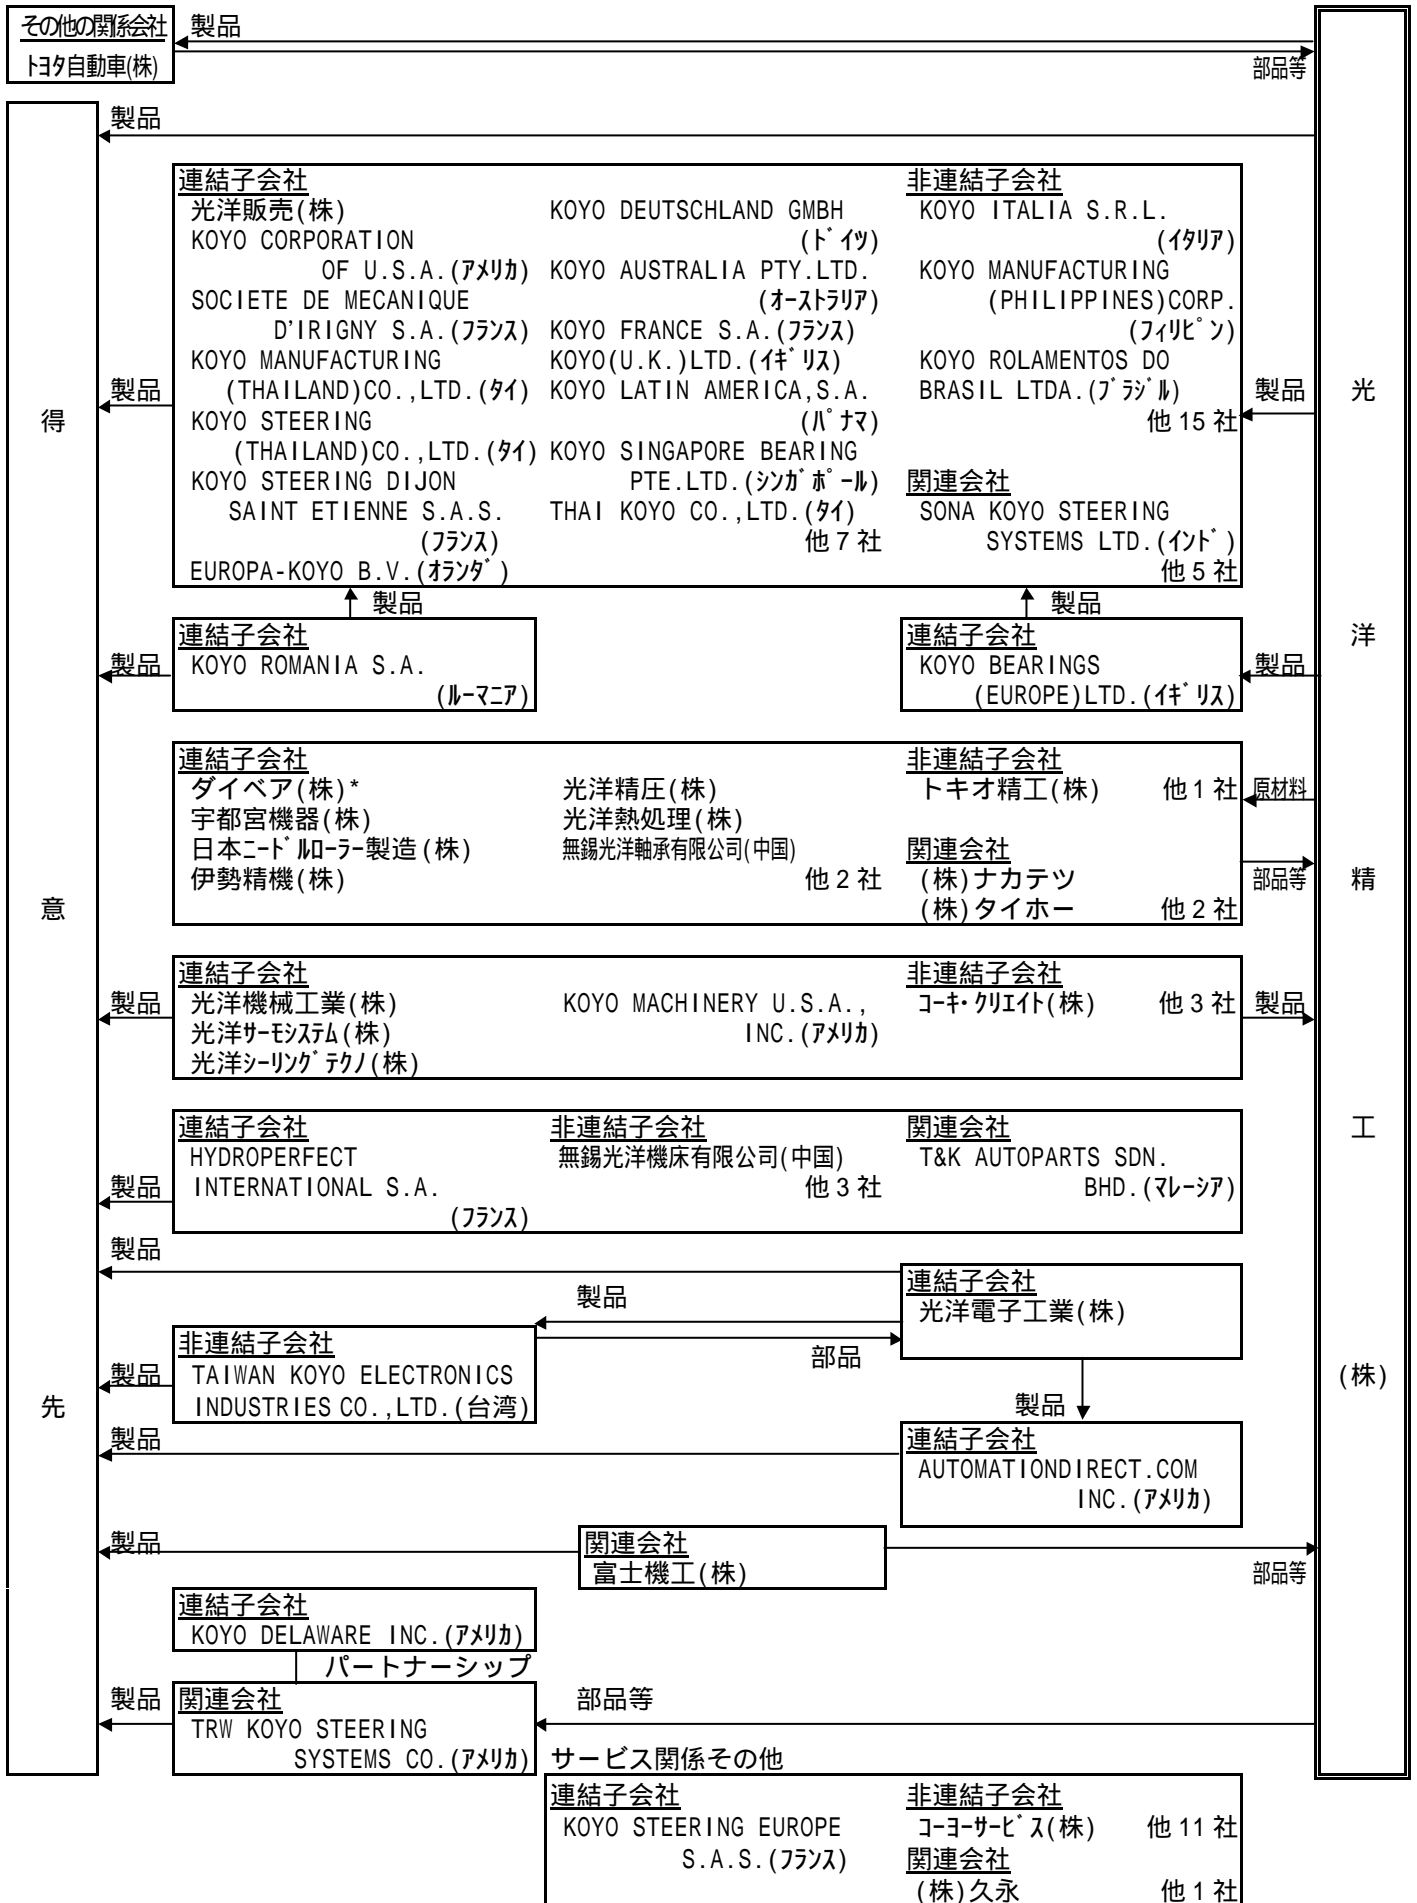 その他の関係会社
トヨタ自動車(株)
製品
部品等
製品
得意先
光洋精工(株)
連結子会社
光洋販売(株)
KOYO CORPORATION
OF U.S.A.(アメリカ)
SOCIETE DE MECANIQUE
D'IRIGNY S.A.(フランス)
KOYO MANUFACTURING
(THAILAND)CO.,LTD.(タイ)
KOYO STEERING
(THAILAND)CO.,LTD.(タイ)
KOYO STEERING DIJON
SAINT ETIENNE S.A.S.
(フランス)
EUROPA-KOYO B.V.(オランダ)
KOYO DEUTSCHLAND GMBH
(ドイツ)
KOYO AUSTRALIA PTY.LTD.
(オーストラリア)
KOYO FRANCE S.A.(フランス)
KOYO(U.K.)LTD.(イギリス)
KOYO LATIN AMERICA,S.A.
(パナマ)
KOYO SINGAPORE BEARING
PTE.LTD.(シンガポール)
THAI KOYO CO.,LTD.(タイ)
他7社
非連結子会社
KOYO ITALIA S.R.L.
(イタリア)
KOYO MANUFACTURING
(PHILIPPINES)CORP.
(フィリピン)
KOYO ROLAMENTOS DO
BRASIL LTDA.(ブラジル)
他15社
関連会社
SONA KOYO STEERING
SYSTEMS LTD.(インド)
他5社
製品
製品
製品
製品
連結子会社
KOYO ROMANIA S.A.
(ルーマニア)
製品
連結子会社
KOYO BEARINGS
(EUROPE)LTD.(イギリス)
製品
製品
連結子会社
ダイベア(株)*
宇都宮機器(株)
日本ニードルローラー製造(株)
伊勢精機(株)
光洋精圧(株)
光洋熱処理(株)
無錫光洋軸承有限公司(中国)
他2社
非連結子会社
トキオ精工(株) 他1社
関連会社
(株)ナカテツ
(株)タイホー 他2社
原材料
部品等
連結子会社
光洋機械工業(株)
光洋サーモシステム(株)
光洋シーリングテクノ(株)
KOYO MACHINERY U.S.A.,
INC.(アメリカ)
非連結子会社
コーキ・クリエイト(株) 他3社
製品
製品
連結子会社
HYDROPERFECT
INTERNATIONAL S.A.
(フランス)
非連結子会社
無錫光洋機床有限公司(中国)
他3社
関連会社
T&K AUTOPARTS SDN.
BHD.(マレーシア)
製品
製品
連結子会社
光洋電子工業(株)
製品
部品
非連結子会社
TAIWAN KOYO ELECTRONICS
INDUSTRIES CO.,LTD.(台湾)
製品
製品
製品
連結子会社
AUTOMATIONDIRECT.COM
INC.(アメリカ)
製品
関連会社
富士機工(株)
部品等
連結子会社
KOYO DELAWARE INC.(アメリカ)
パートナーシップ
製品
関連会社
TRW KOYO STEERING
SYSTEMS CO.(アメリカ)
部品等
サービス関係その他
連結子会社
KOYO STEERING EUROPE
S.A.S.(フランス)
非連結子会社
コーヨーサービス(株) 他11社
関連会社
(株)久永 他1社